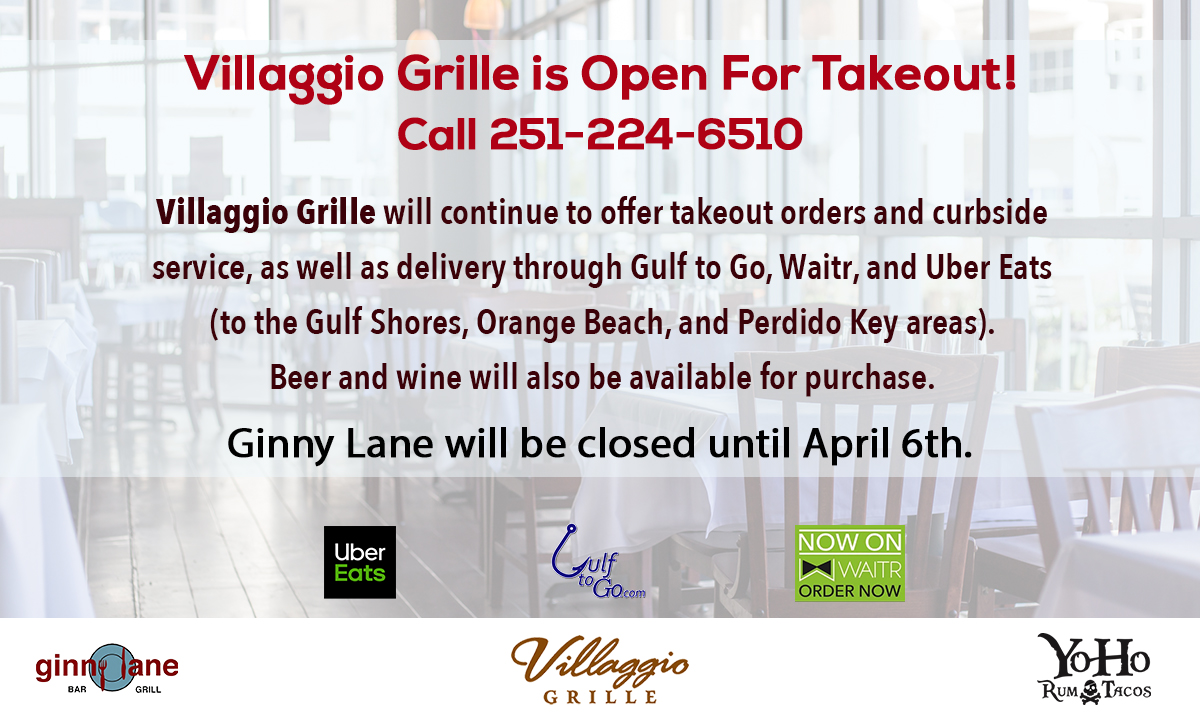 Villaggio Grille is Open For Takeout!
Call 251-224-6510
Villaggio Grille will continue to offer takeout orders and curbside
service, as well as delivery through Gulf to Go, Waitr, and Uber Eats
(to the Gulf Shores, Orange Beach, and Perdido Key areas).
Beer and wine will also be available for purchase.
Ginny Lane will be closed until April 6th.
Uber
Eats
Gulf
to
Go.com
NOW ON
WAITR
ORDER NOW
ginny lane
BAR GRILL
Villaggio
GRILLE
YoHo
RUM TACOS